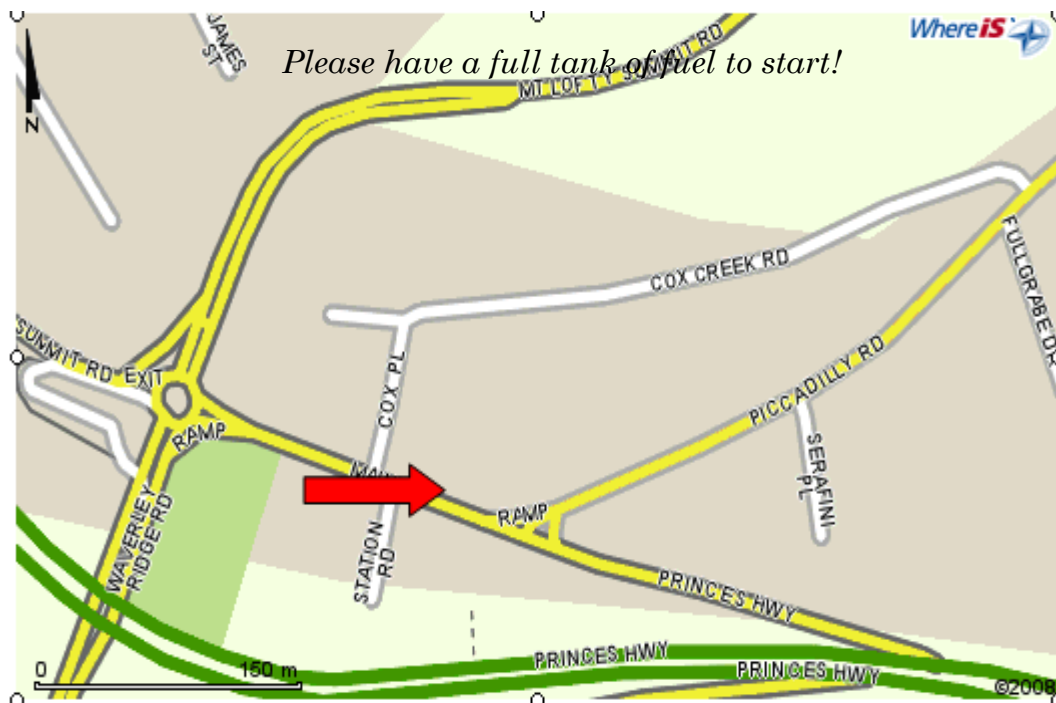 WhereiS
JAMES
ST
Please have a full tank of fuel to start!
MT LOFTY SUMMIT RD
N
COX CREEK RD
FULLGRABE DR
SUMMIT RD EXIT
COX PL
PICCADILLY RD
RAMP
SERAFINI
PL
RAMP
WAVERLEY
RIDGE RD
STATION
RD
PRINCES HWY
PRINCES HWY
PRINCES HWY
0 150 m
©2008